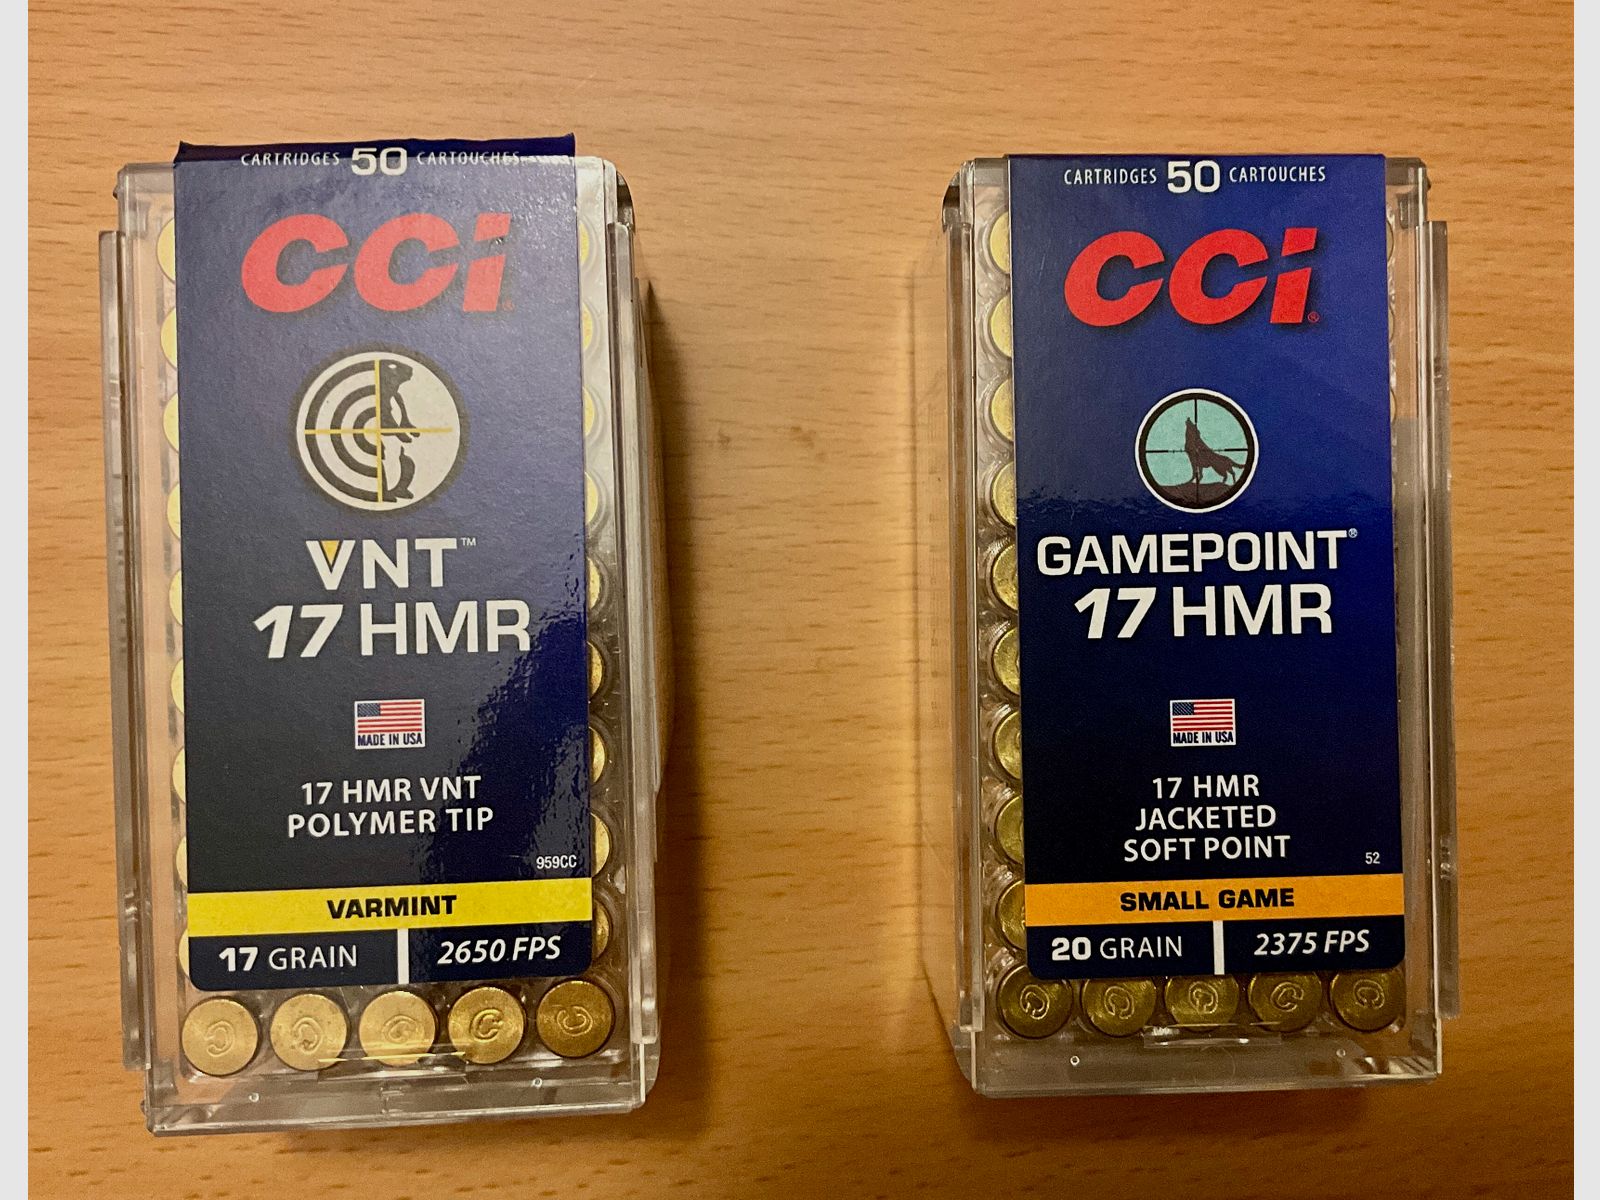 CARTRIDGES 50 CARTOUCHES
CCi
VNT™
17 HMR
MADE IN USA
17 HMR VNT
POLYMER TIP
959CC
VARMINT
17 GRAIN
2650 FPS
C
C
C
C
C
CARTRIDGES 50 CARTOUCHES
CCi®
GAMEPOINT®
17 HMR
MADE IN USA
17 HMR
JACKETED
SOFT POINT
52
SMALL GAME
20 GRAIN
2375 FPS
C
C
C
C
C